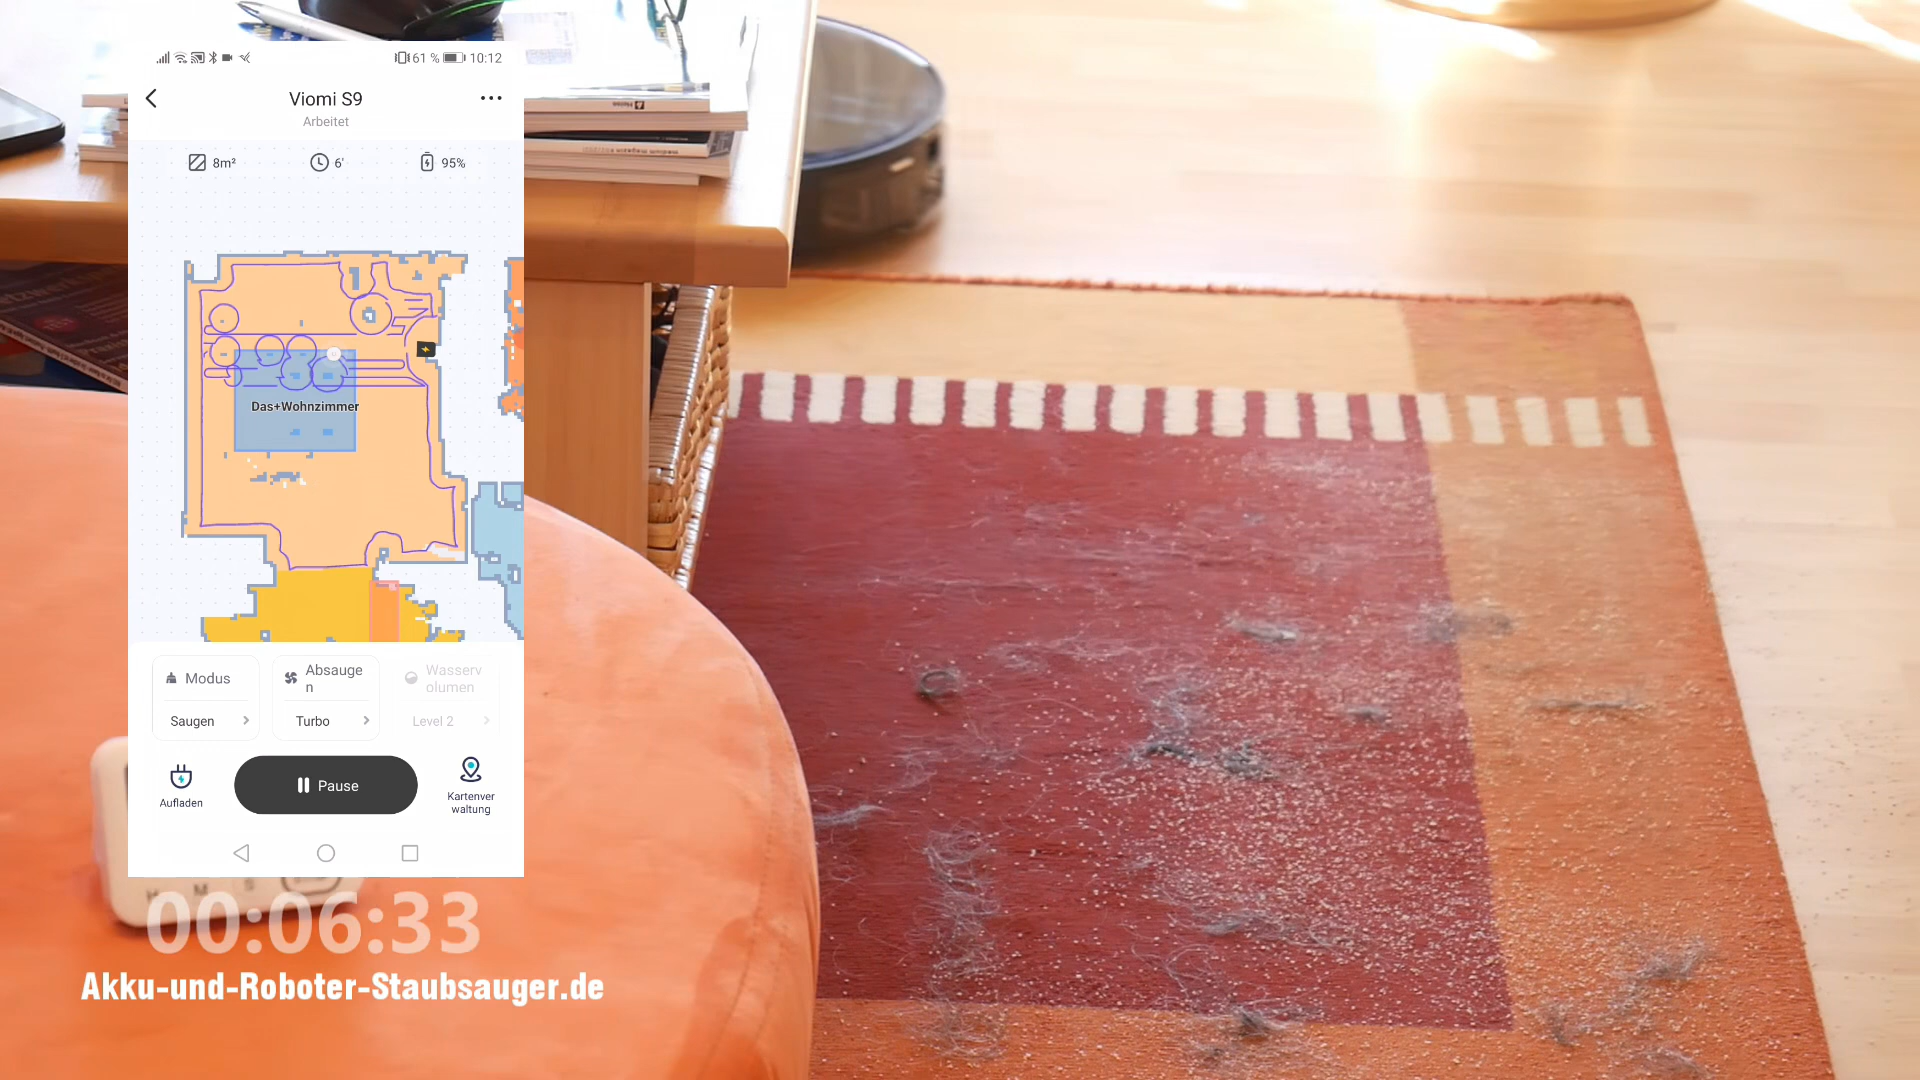 61 % 10:12
Viomi S9
Arbeitet
8m² 6' 95%
Das+Wohnzimmer
Modus
Absauge
n
Wasserv
olumen
Saugen
Turbo
Level 2
Aufladen
Pause
Kartenver
waltung
H M S
00:06:33
Akku-und-Roboter-Staubsauger.de